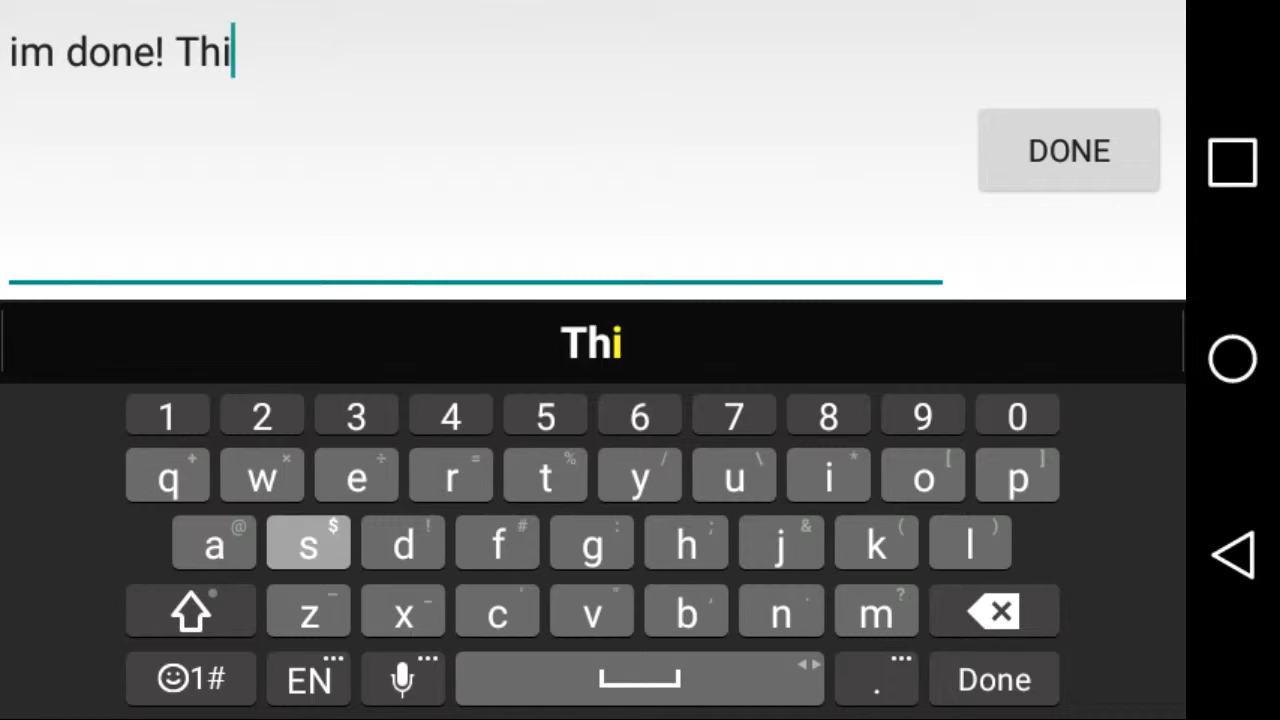 im done! Thi
DONE
Thi
1 2 3 4 5 6 7 8 9 0
q + w × e ÷ r = t % y / u \ i * o [ p ]
a @ s $ d ! f # g : h ; j & k ( l )
z - x _ c ' v " b , n . m ?
1# EN ... ... . ... Done